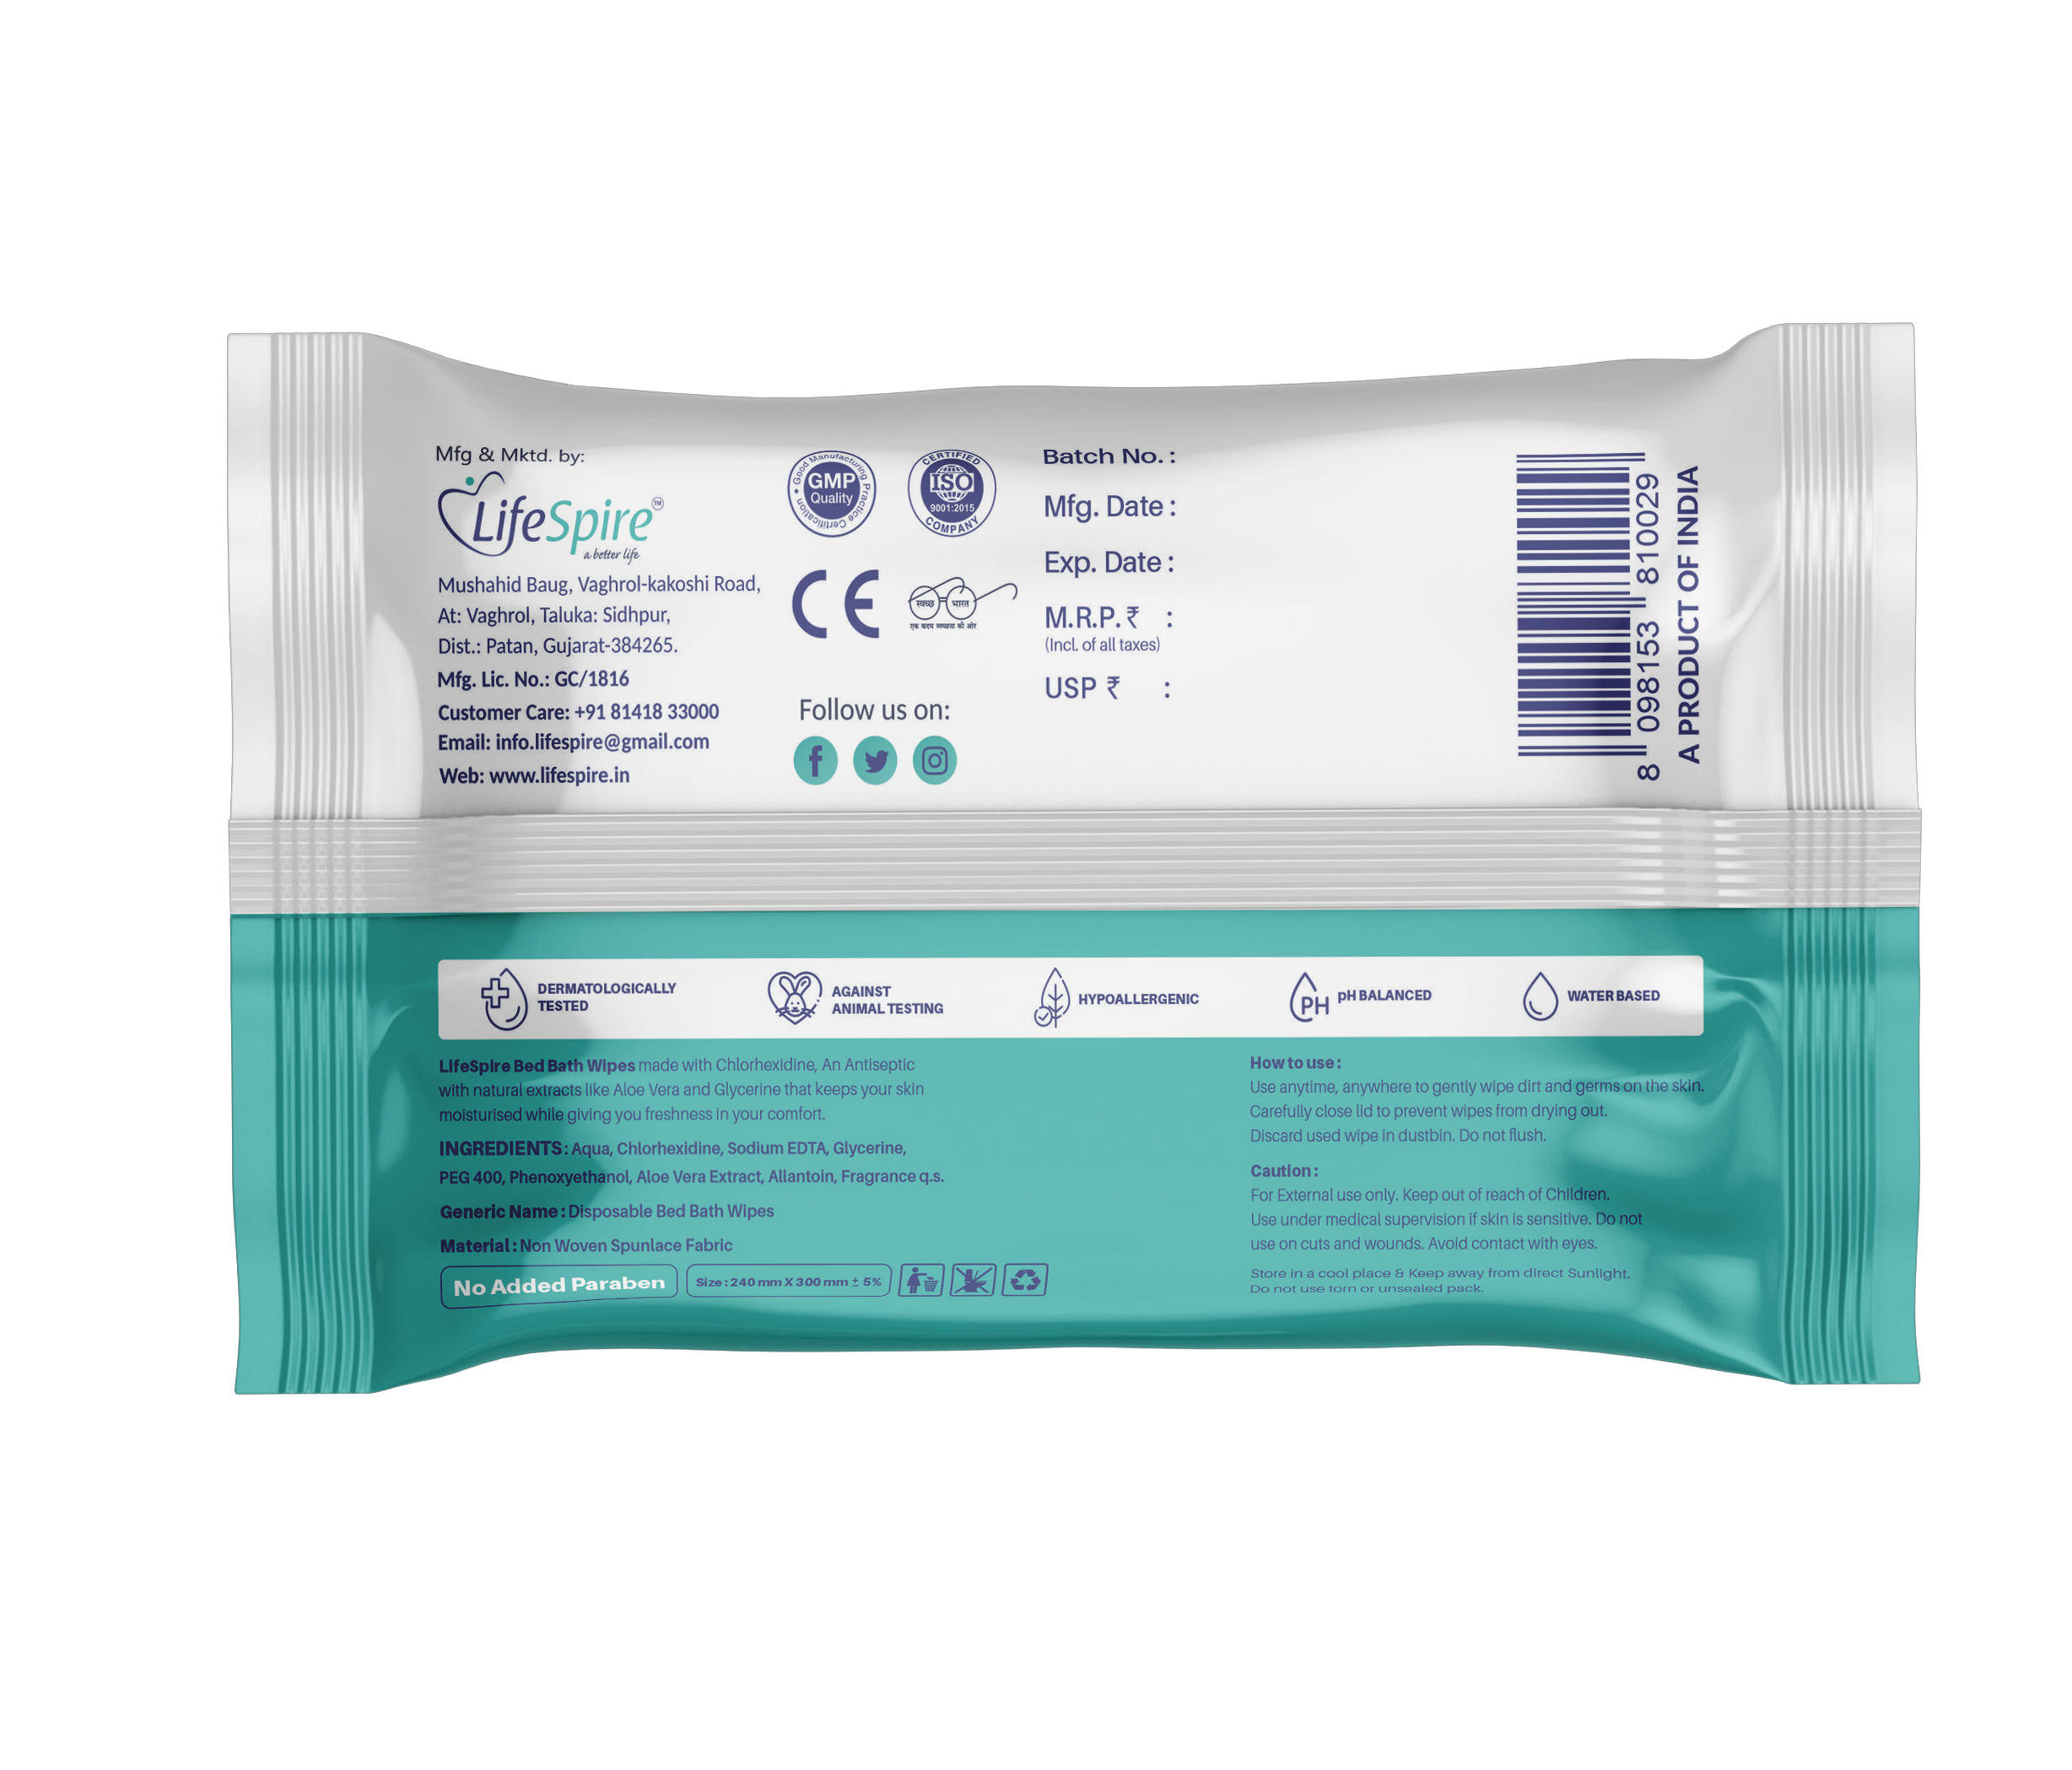 Mfg & Mktd. by:
LifeSpire™
a better life
Mushahid Baug, Vaghrol-kakoshi Road,
At: Vaghrol, Taluka: Sidhpur,
Dist.: Patan, Gujarat-384265.
Mfg. Lic. No.: GC/1816
Customer Care: +91 81418 33000
Email: info.lifespire@gmail.com
Web: www.lifespire.in
Good Manufacturing Practice Certification
GMP
Quality
CERTIFIED
ISO
9001:2015
COMPANY
CE
स्वच्छ भारत
एक कदम स्वच्छता की ओर
Follow us on:
Batch No. :
Mfg. Date :
Exp. Date :
M.R.P. ₹ :
(Incl. of all taxes)
USP ₹ :
8 098153 810029
A PRODUCT OF INDIA
DERMATOLOGICALLY
TESTED
AGAINST
ANIMAL TESTING
HYPOALLERGENIC
PH
pH BALANCED
WATER BASED
LifeSpire Bed Bath Wipes made with Chlorhexidine, An Antiseptic
with natural extracts like Aloe Vera and Glycerine that keeps your skin
moisturised while giving you freshness in your comfort.
INGREDIENTS : Aqua, Chlorhexidine, Sodium EDTA, Glycerine,
PEG 400, Phenoxyethanol, Aloe Vera Extract, Allantoin, Fragrance q.s.
Generic Name : Disposable Bed Bath Wipes
Material : Non Woven Spunlace Fabric
No Added Paraben
Size : 240 mm X 300 mm ± 5%
How to use :
Use anytime, anywhere to gently wipe dirt and germs on the skin.
Carefully close lid to prevent wipes from drying out.
Discard used wipe in dustbin. Do not flush.
Caution :
For External use only. Keep out of reach of Children.
Use under medical supervision if skin is sensitive. Do not
use on cuts and wounds. Avoid contact with eyes.
Store in a cool place & Keep away from direct Sunlight.
Do not use torn or unsealed pack.